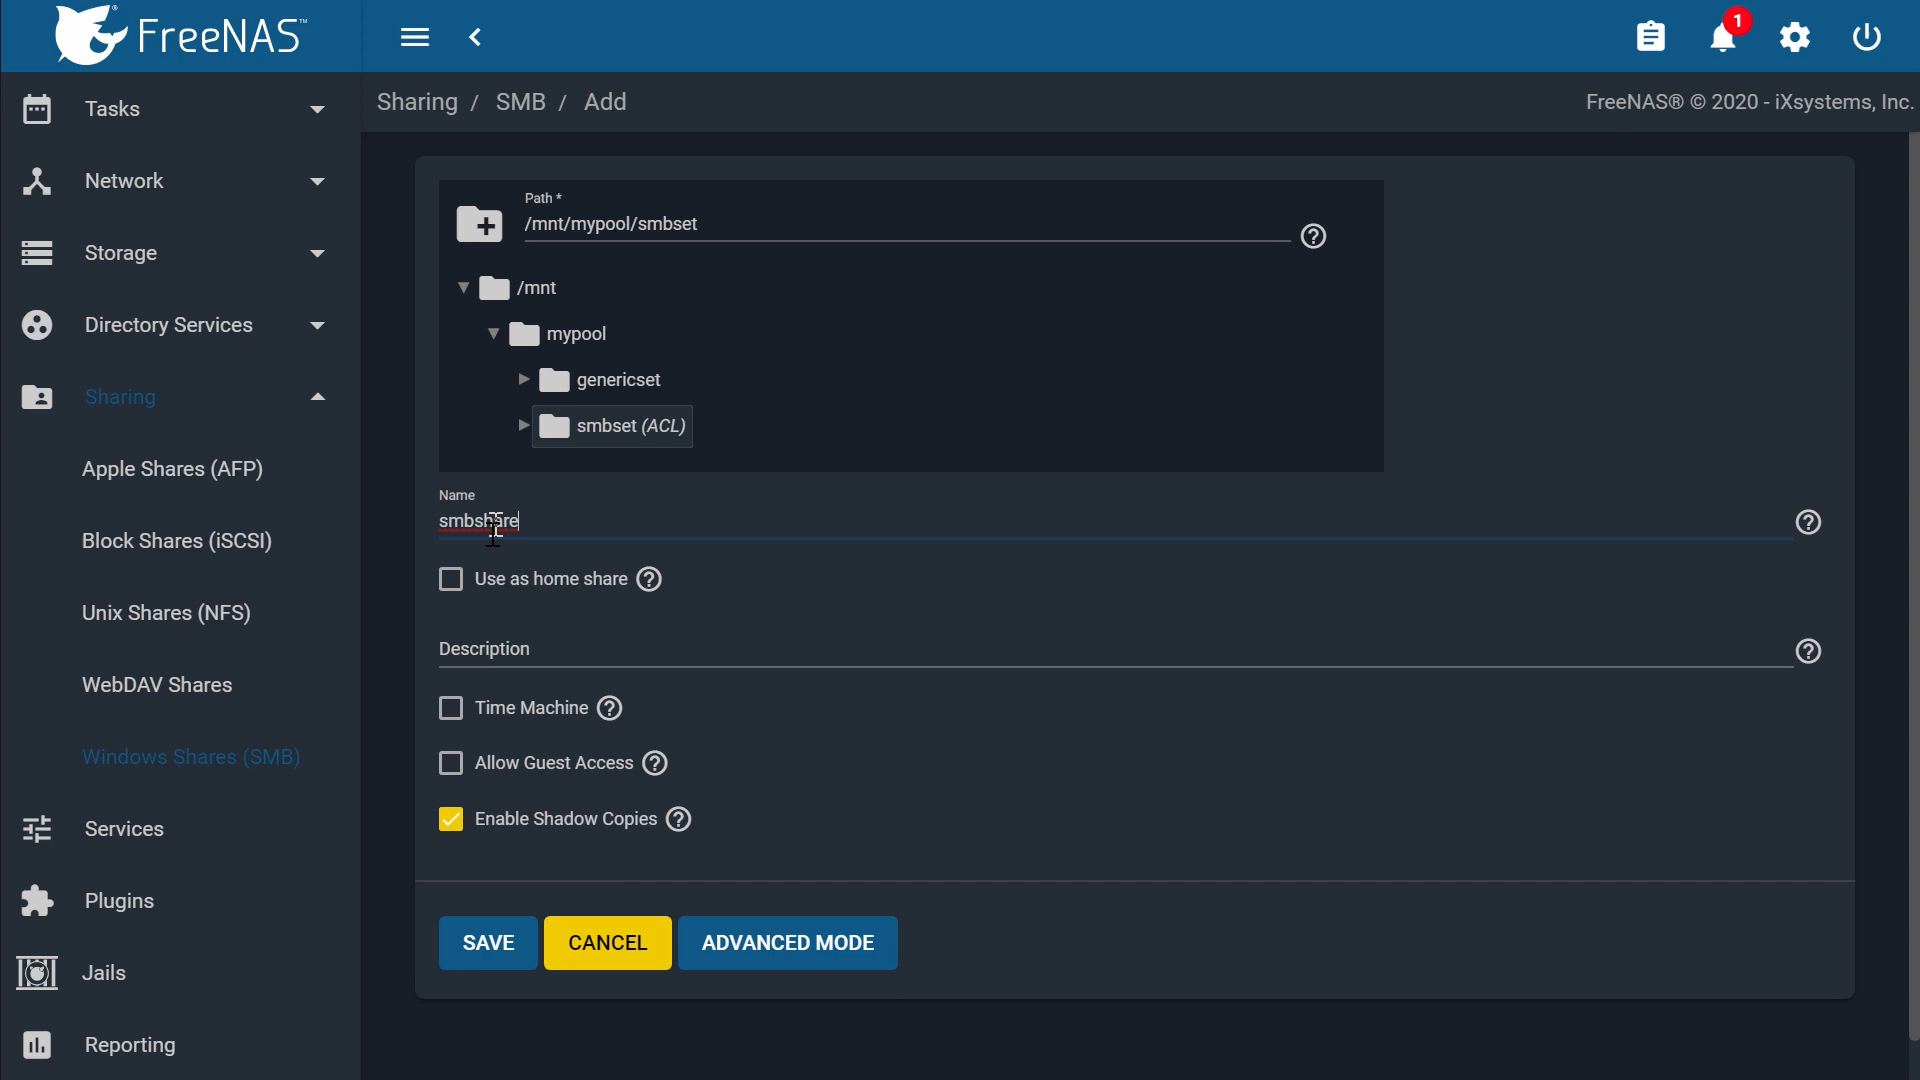 FreeNAS™
1
Tasks
Network
Storage
Directory Services
Sharing
Apple Shares (AFP)
Block Shares (iSCSI)
Unix Shares (NFS)
WebDAV Shares
Windows Shares (SMB)
Services
Plugins
Jails
Reporting
Sharing / SMB / Add
FreeNAS® © 2020 - iXsystems, Inc.
Path *
/mnt/mypool/smbset
/mnt
mypool
genericset
smbset (ACL)
Name
smbshare
Use as home share
Description
Time Machine
Allow Guest Access
Enable Shadow Copies
SAVE CANCEL ADVANCED MODE